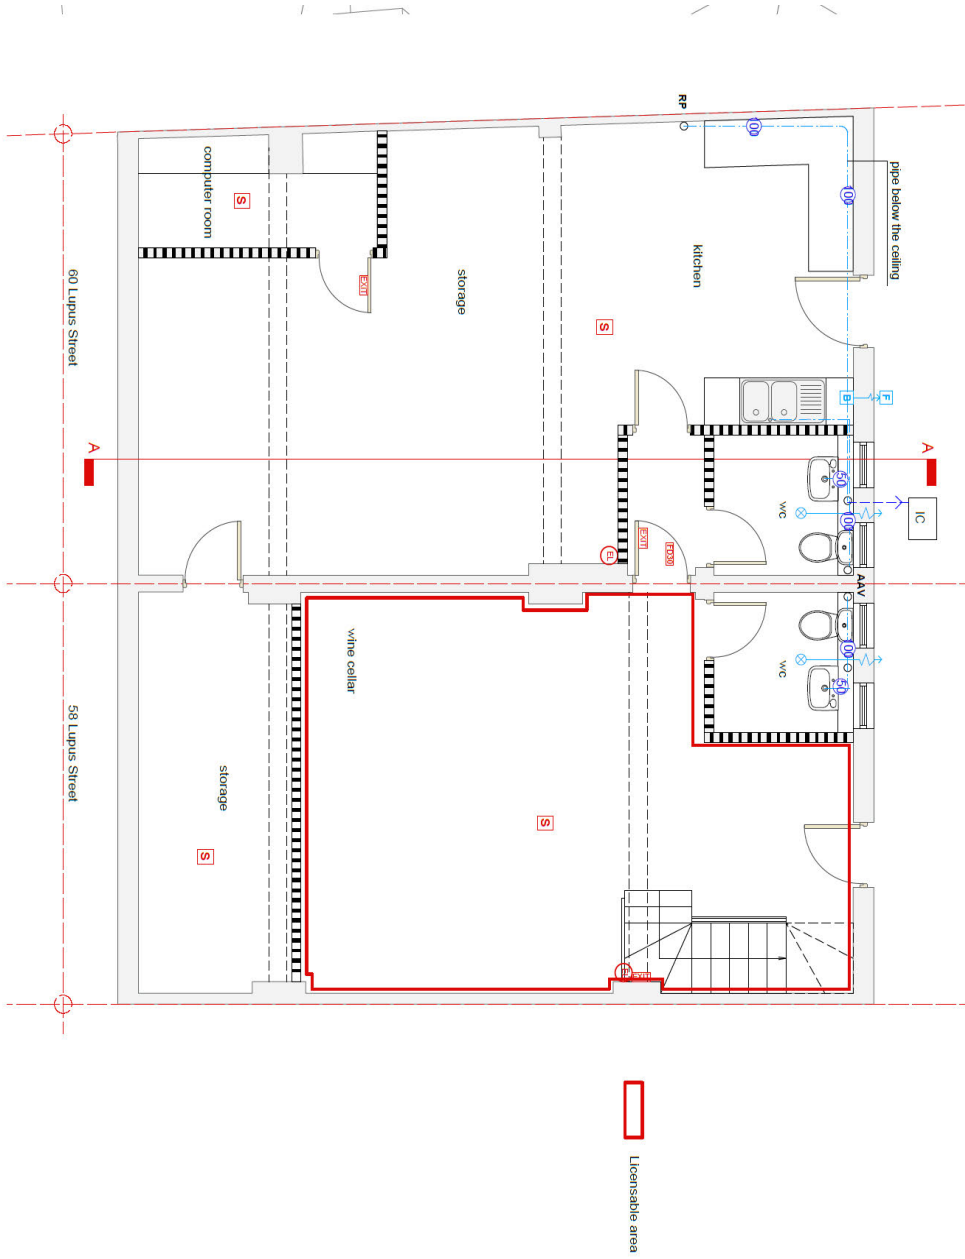 RP
100
pipe below the ceiling
100
computer room
S
kitchen
storage
EXIT
60 Lupus Street
S
B
F
A
A
50
wc
IC
100
EXIT
FD30
EL
AAV
wine cellar
100
wc
50
58 Lupus Street
storage
S
S
EL
EXIT
Licensable area